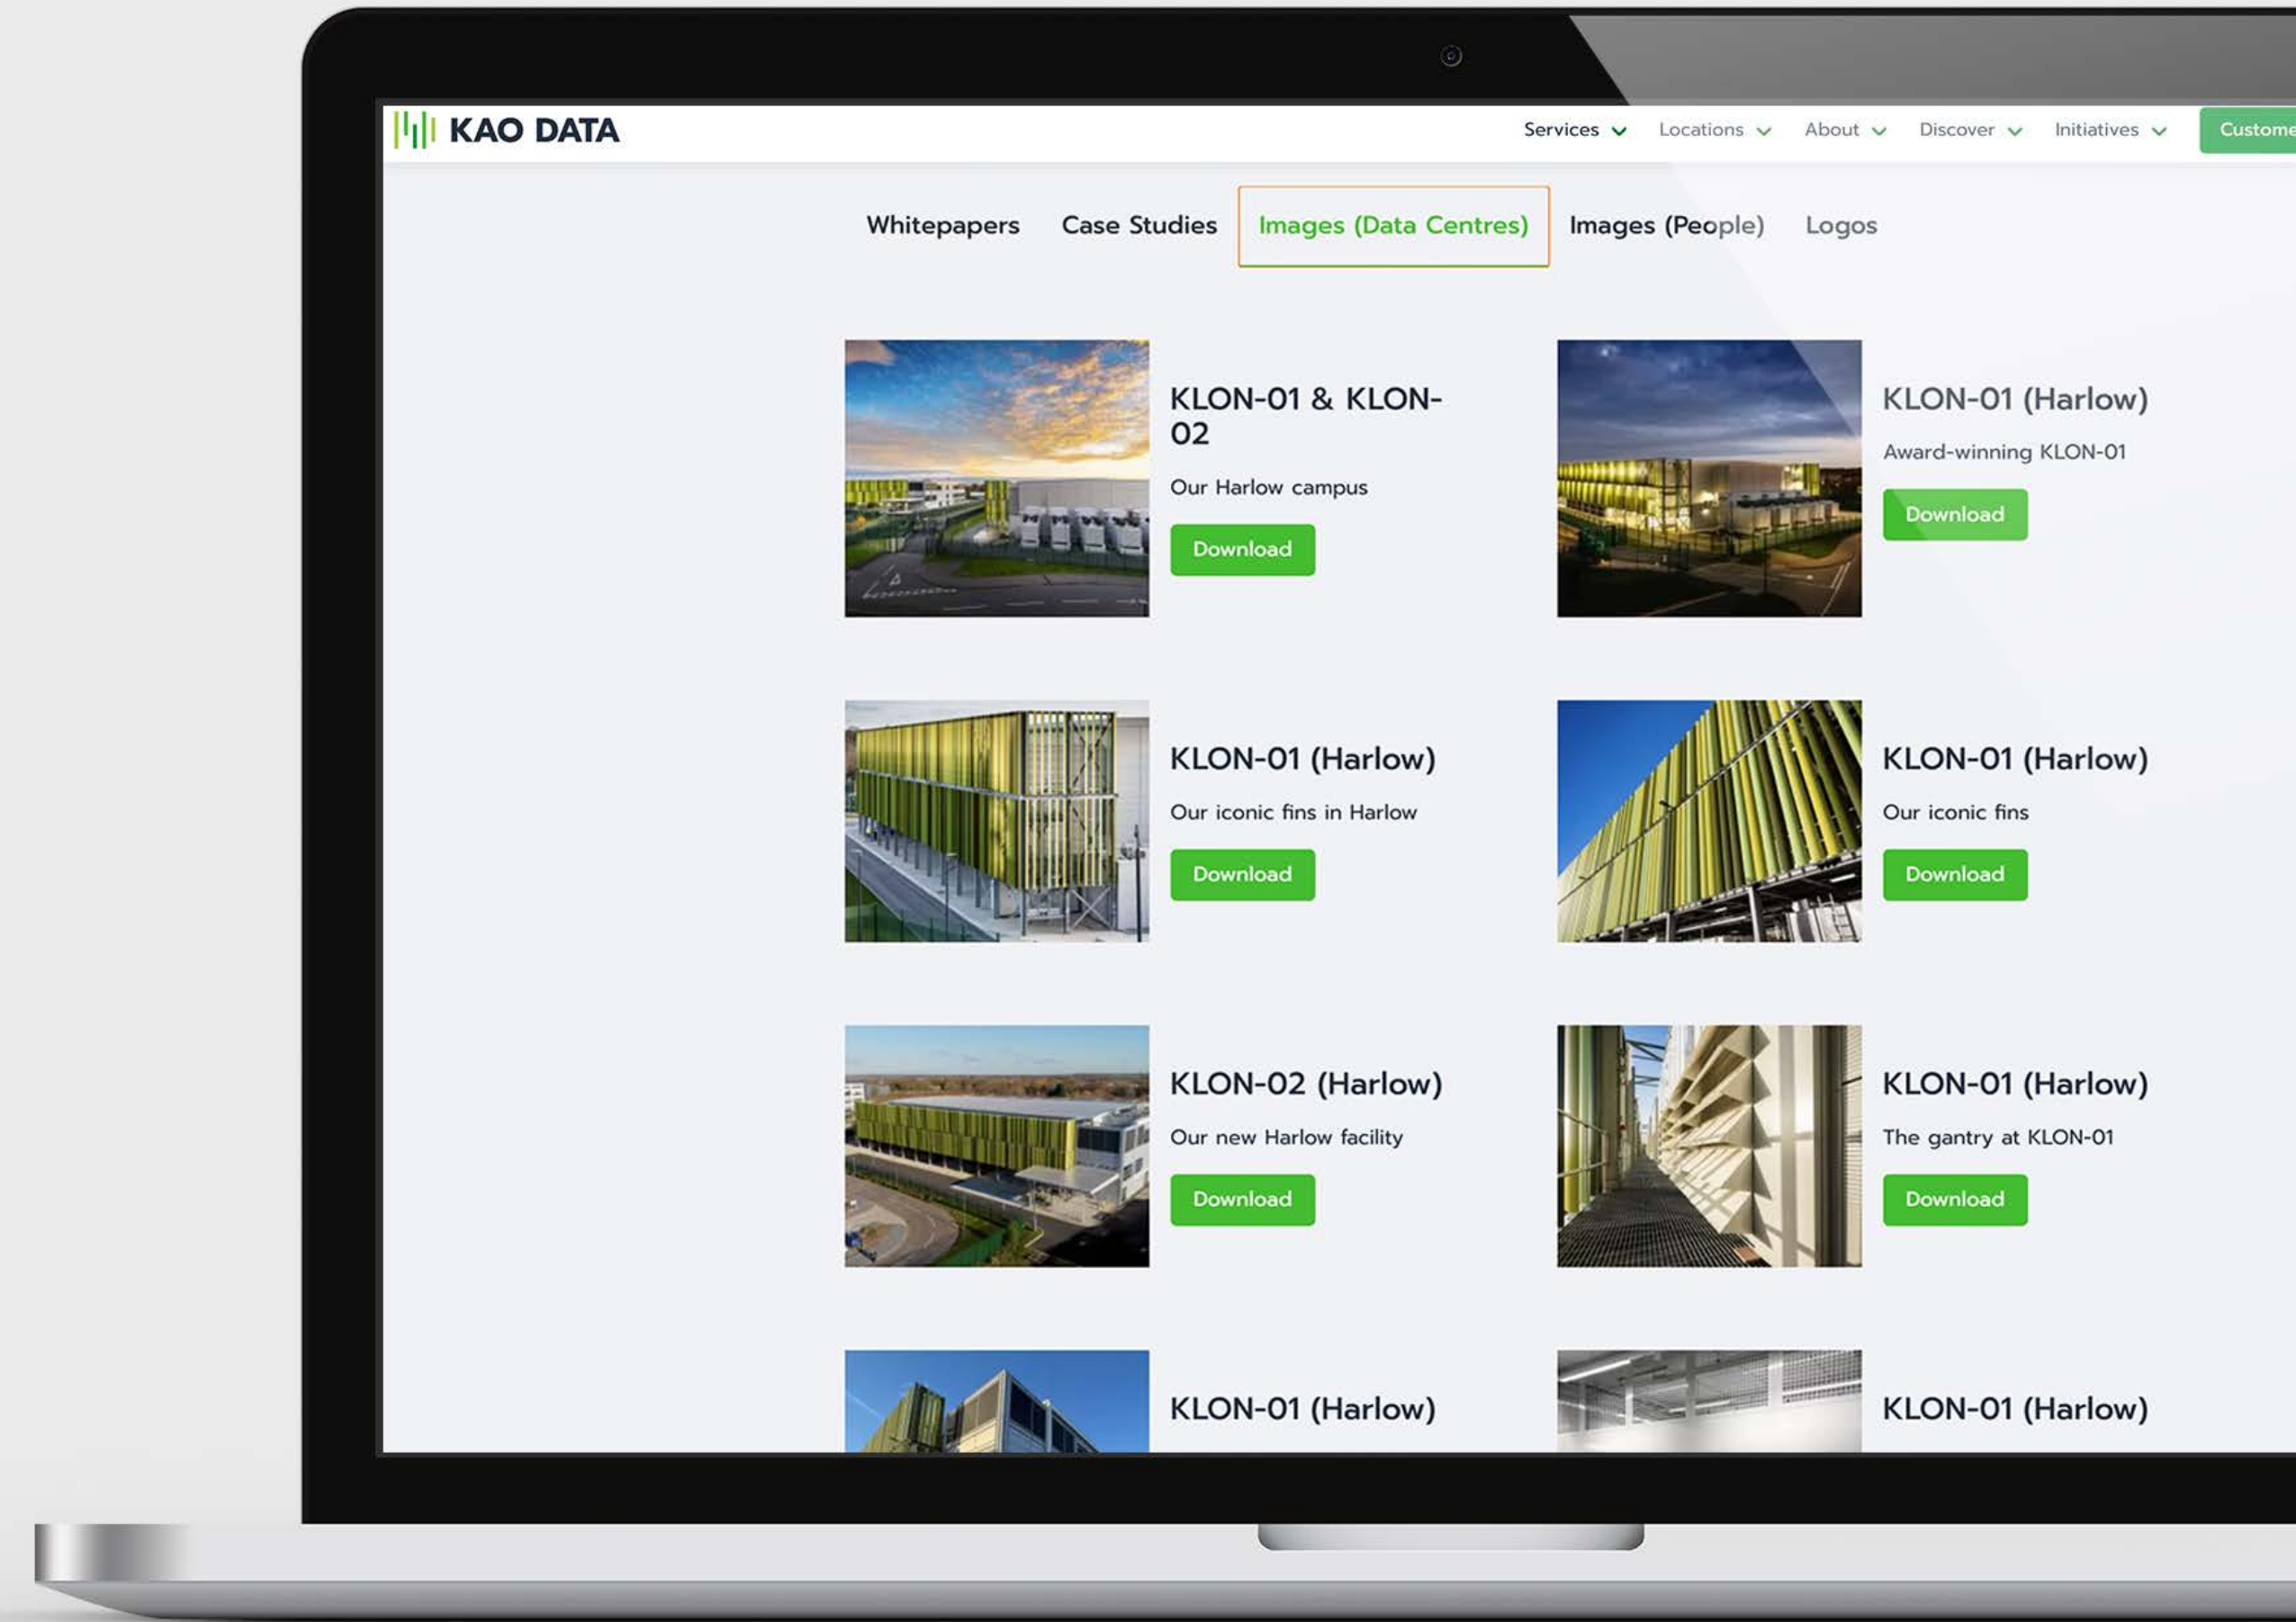 KAO DATA
Services Locations About Discover Initiatives
Whitepapers Case Studies Images (Data Centres) Images (People) Logos
KLON-01 & KLON-
02
Our Harlow campus
Download
KLON-01 (Harlow)
Award-winning KLON-01
Download
KLON-01 (Harlow)
Our iconic fins in Harlow
Download
KLON-01 (Harlow)
Our iconic fins
Download
KLON-02 (Harlow)
Our new Harlow facility
Download
KLON-01 (Harlow)
The gantry at KLON-01
Download
KLON-01 (Harlow)
KLON-01 (Harlow)